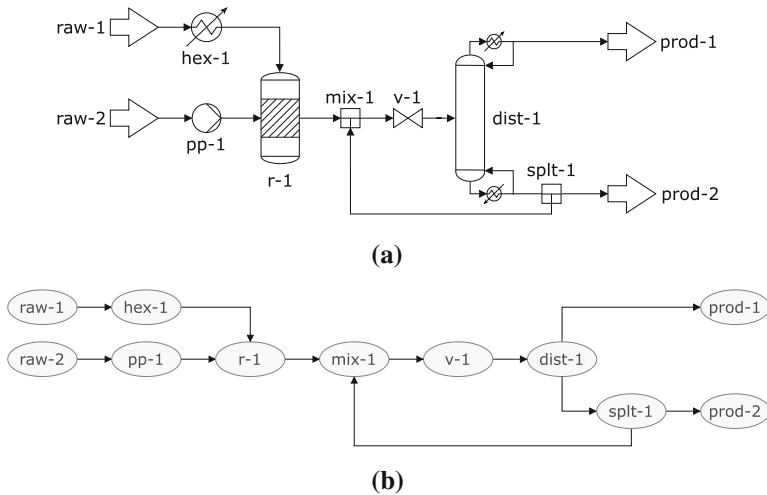 raw-1
hex-1
prod-1
raw-2
pp-1
r-1
mix-1
v-1
dist-1
splt-1
prod-2
(a)
raw-1
hex-1
prod-1
raw-2
pp-1
r-1
mix-1
v-1
dist-1
splt-1
prod-2
(b)